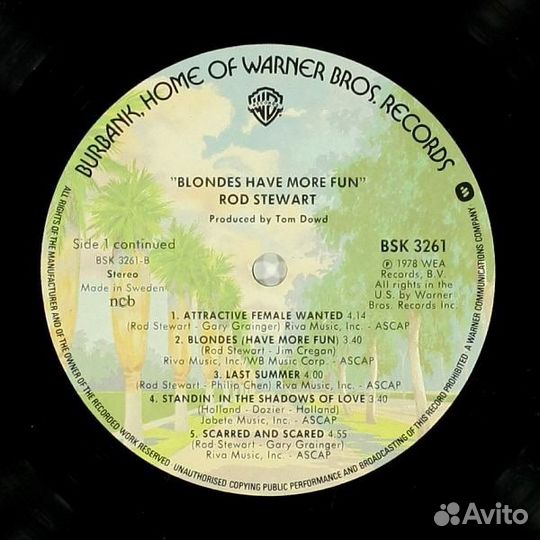 BURBANK, HOME OF WARNER BROS. RECORDS
"BLONDES HAVE MORE FUN"
ROD STEWART
Produced by Tom Dowd
Side 1 continued
BSK 3261-B
Stereo
Made in Sweden
ncb
BSK 3261
℗ 1978 WEA
Records, B.V.
All rights in the
U.S. by Warner
Bros. Records Inc.
1. ATTRACTIVE FEMALE WANTED 4.14
(Rod Stewart - Gary Grainger) Riva Music, Inc. - ASCAP
2. BLONDES (HAVE MORE FUN) 3.40
(Rod Stewart - Jim Cregan)
Riva Music, Inc./WB Music Corp. - ASCAP
3. LAST SUMMER 4.00
(Rod Stewart - Philip Chen) Riva Music, Inc. - ASCAP
4. STANDIN' IN THE SHADOWS OF LOVE 3.40
(Holland - Dozier - Holland)
Jobete Music, Inc. - ASCAP
5. SCARRED AND SCARED 4.55
(Rod Stewart - Gary Grainger)
Riva Music, Inc. - ASCAP
ALL RIGHTS OF THE MANUFACTURER AND OF THE OWNER OF THE RECORDED WORK RESERVED · UNAUTHORISED COPYING PUBLIC PERFORMANCE AND BROADCASTING OF THIS RECORD PROHIBITED · A WARNER COMMUNICATIONS COMPANY
Avito